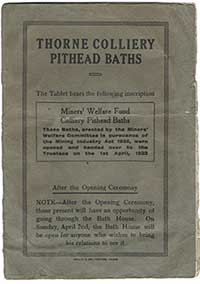 THORNE COLLIERY
PITHEAD BATHS
The Tablet bears the following inscription
Miners' Welfare Fund
Colliery Pithead Baths
These Baths, erected by the Miners'
Welfare Committee in pursuance of
the Mining Industry Act 1926, were
opened and handed over to the
Trustees on the 1st April, 1933
After the Opening Ceremony
NOTE—After the Opening Ceremony,
those present will have an opportunity of
going through the Bath House. On
Sunday, April 2nd, the Bath House will
be open for anyone who wishes to bring
his relations to see it.